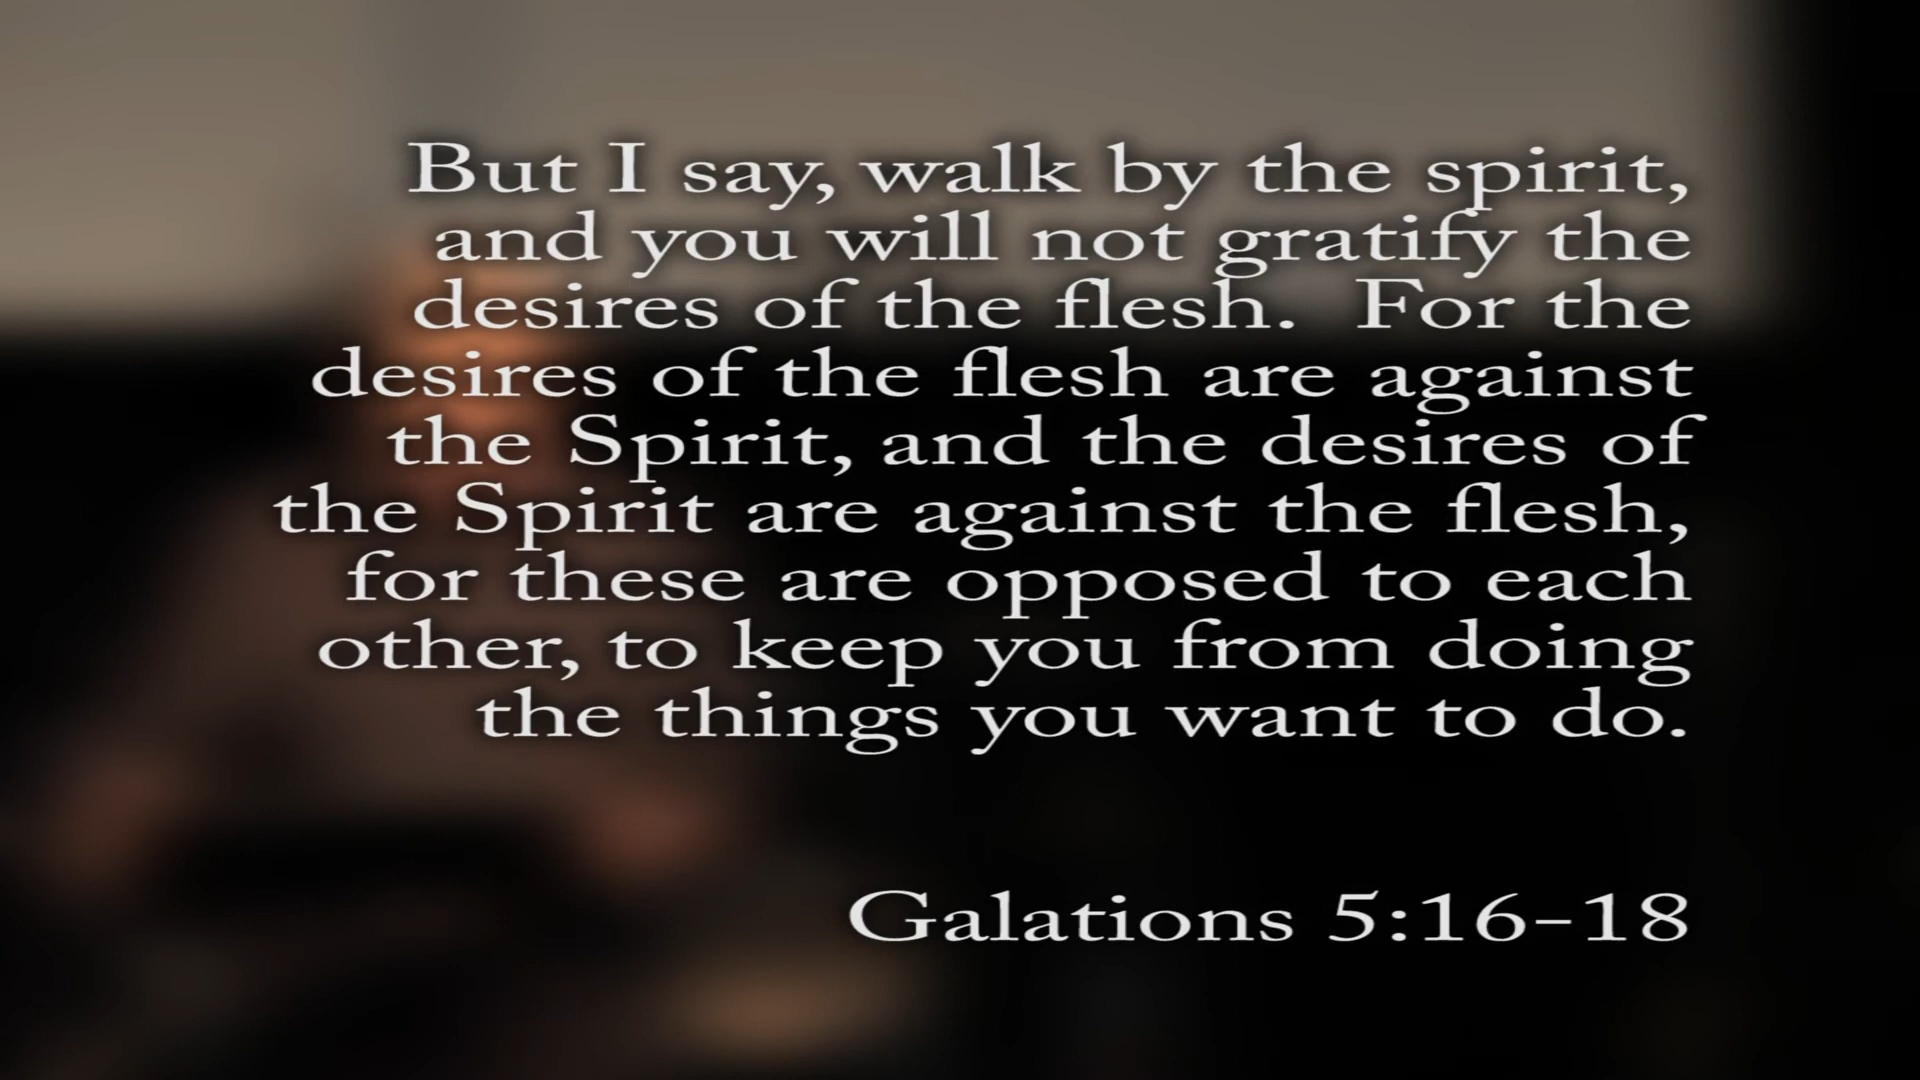 But I say, walk by the spirit,
and you will not gratify the
desires of the flesh.  For the
desires of the flesh are against
the Spirit, and the desires of
the Spirit are against the flesh,
for these are opposed to each
other, to keep you from doing
the things you want to do.
Galations 5:16-18